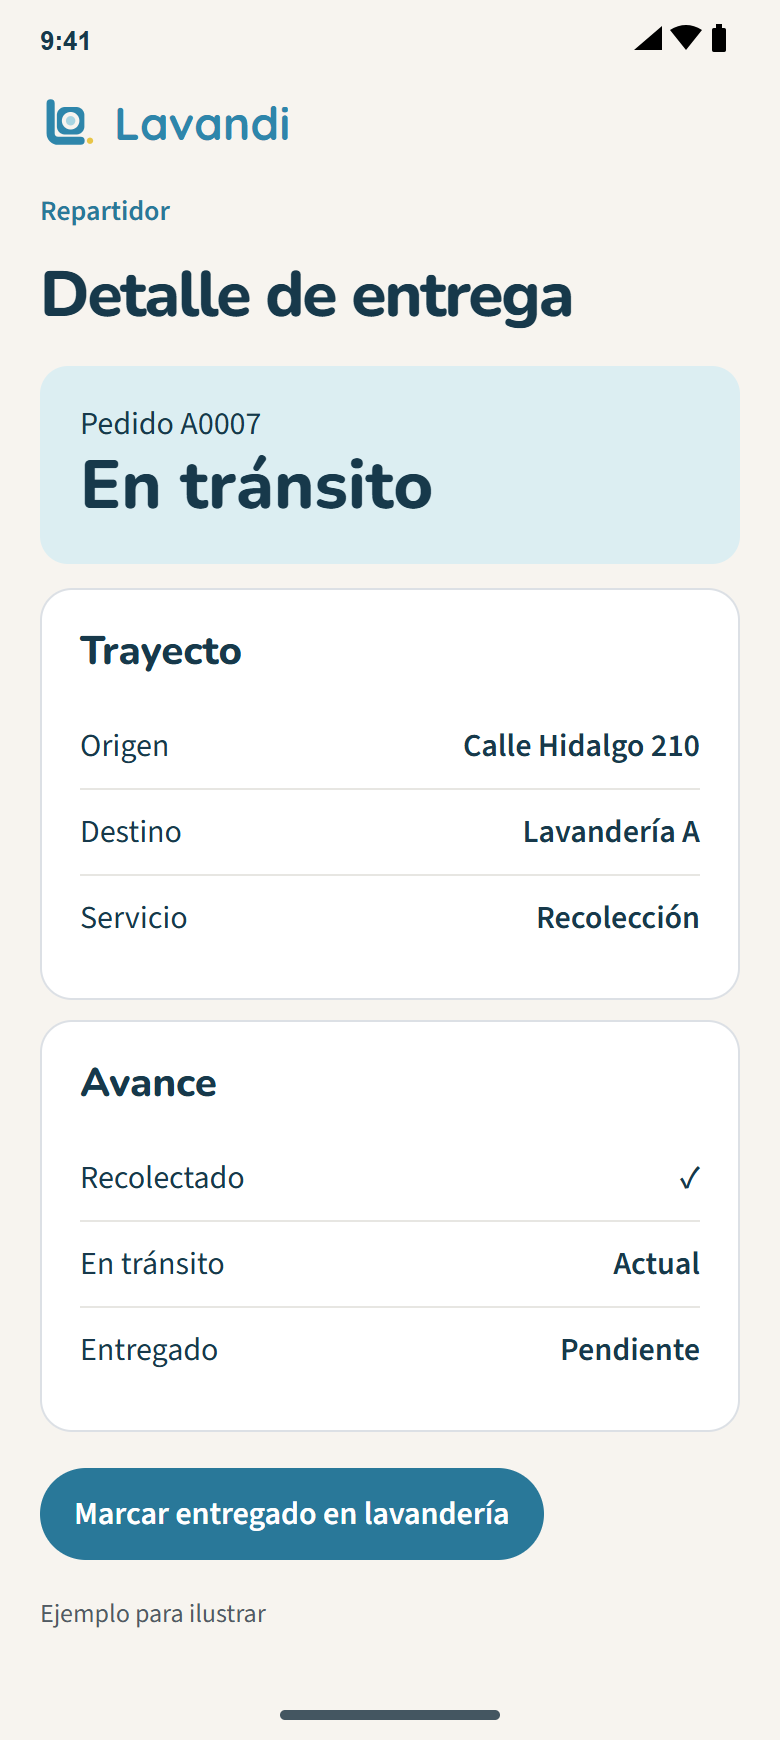 9:41
Lavandi
Repartidor
Detalle de entrega
Pedido A0007
En tránsito
Trayecto
Origen Calle Hidalgo 210
Destino Lavandería A
Servicio Recolección
Avance
Recolectado ✓
En tránsito Actual
Entregado Pendiente
Marcar entregado en lavandería
Ejemplo para ilustrar